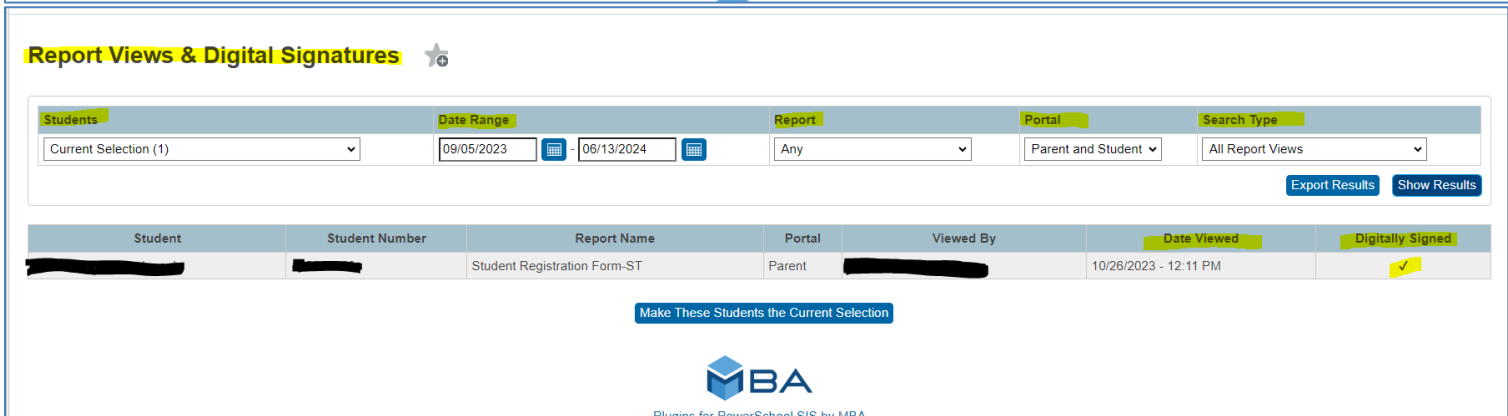 Report Views & Digital Signatures
Students Date Range Report Portal Search Type
Current Selection (1) 09/05/2023 - 06/13/2024 Any Parent and Student All Report Views
Export Results Show Results
Student Student Number Report Name Portal Viewed By Date Viewed Digitally Signed
Student Registration Form-ST Parent 10/26/2023 - 12:11 PM ✓
Make These Students the Current Selection
MBA
Plugins for PowerSchool SIS by MBA